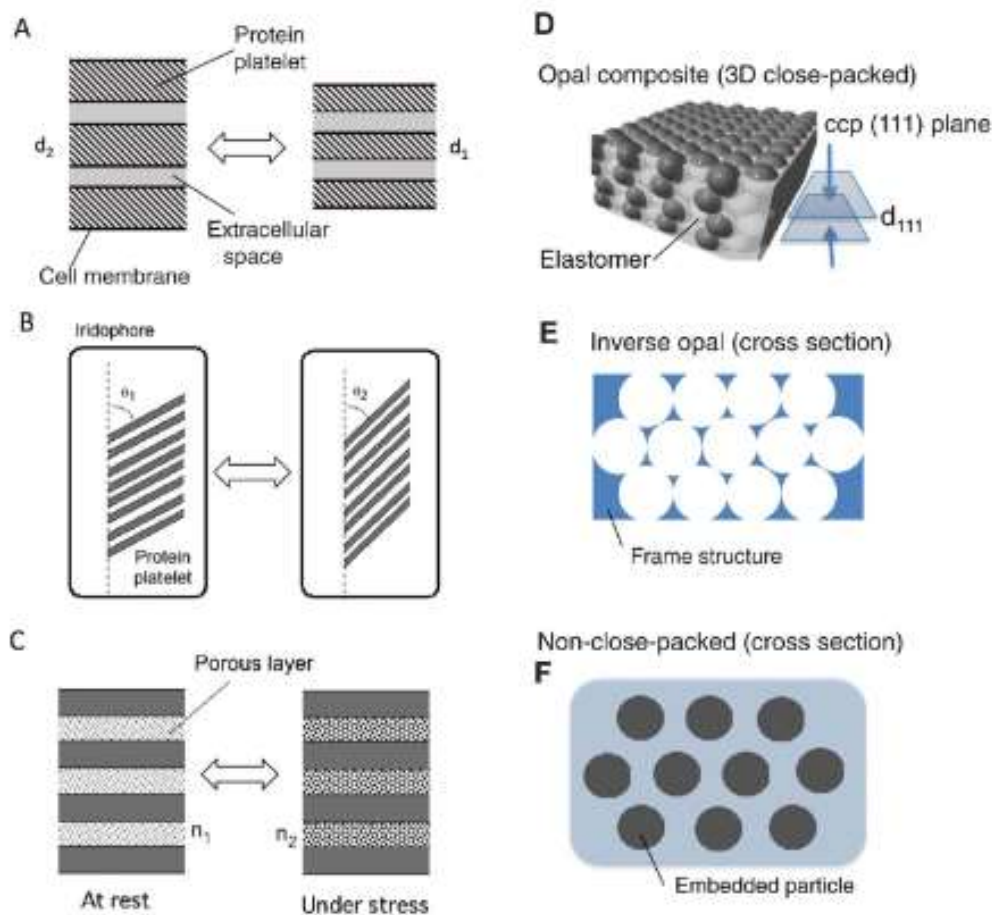 A
Protein
platelet
d₂
d₁
Extracellular
space
Cell membrane
B
Iridophore
θ₁
θ₂
Protein
platelet
C
Porous layer
n₁
n₂
At rest
Under stress
D
Opal composite (3D close-packed)
ccp (111) plane
d₁₁₁
Elastomer
E
Inverse opal (cross section)
Frame structure
Non-close-packed (cross section)
F
Embedded particle